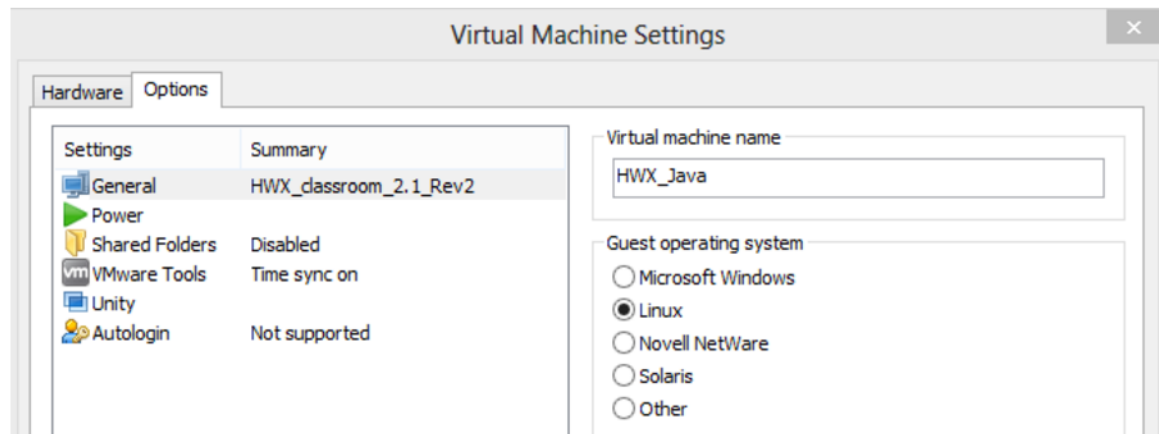 Virtual Machine Settings
Hardware Options
Settings Summary
General HWX_classroom_2.1_Rev2
Power
Shared Folders Disabled
vm VMware Tools Time sync on
Unity
Autologin Not supported
Virtual machine name
HWX_Java
Guest operating system
Microsoft Windows
Linux
Novell NetWare
Solaris
Other